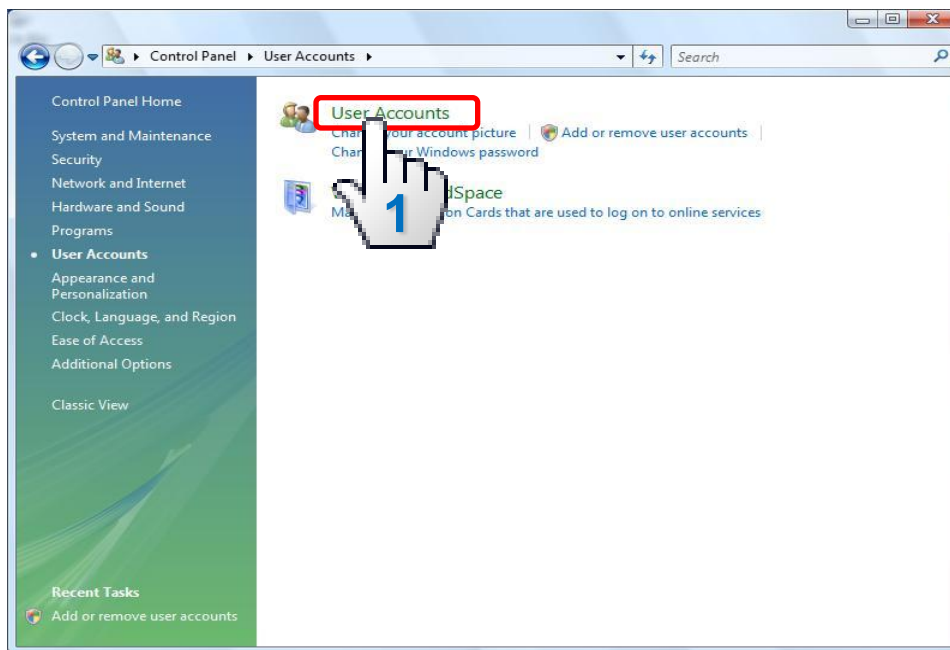 Control Panel User Accounts
Search
Control Panel Home
System and Maintenance
Security
Network and Internet
Hardware and Sound
Programs
User Accounts
Appearance and
Personalization
Clock, Language, and Region
Ease of Access
Additional Options
Classic View
Recent Tasks
Add or remove user accounts
User Accounts
your account picture Add or remove user accounts
Windows password
1
Cards that are used to log on to online services